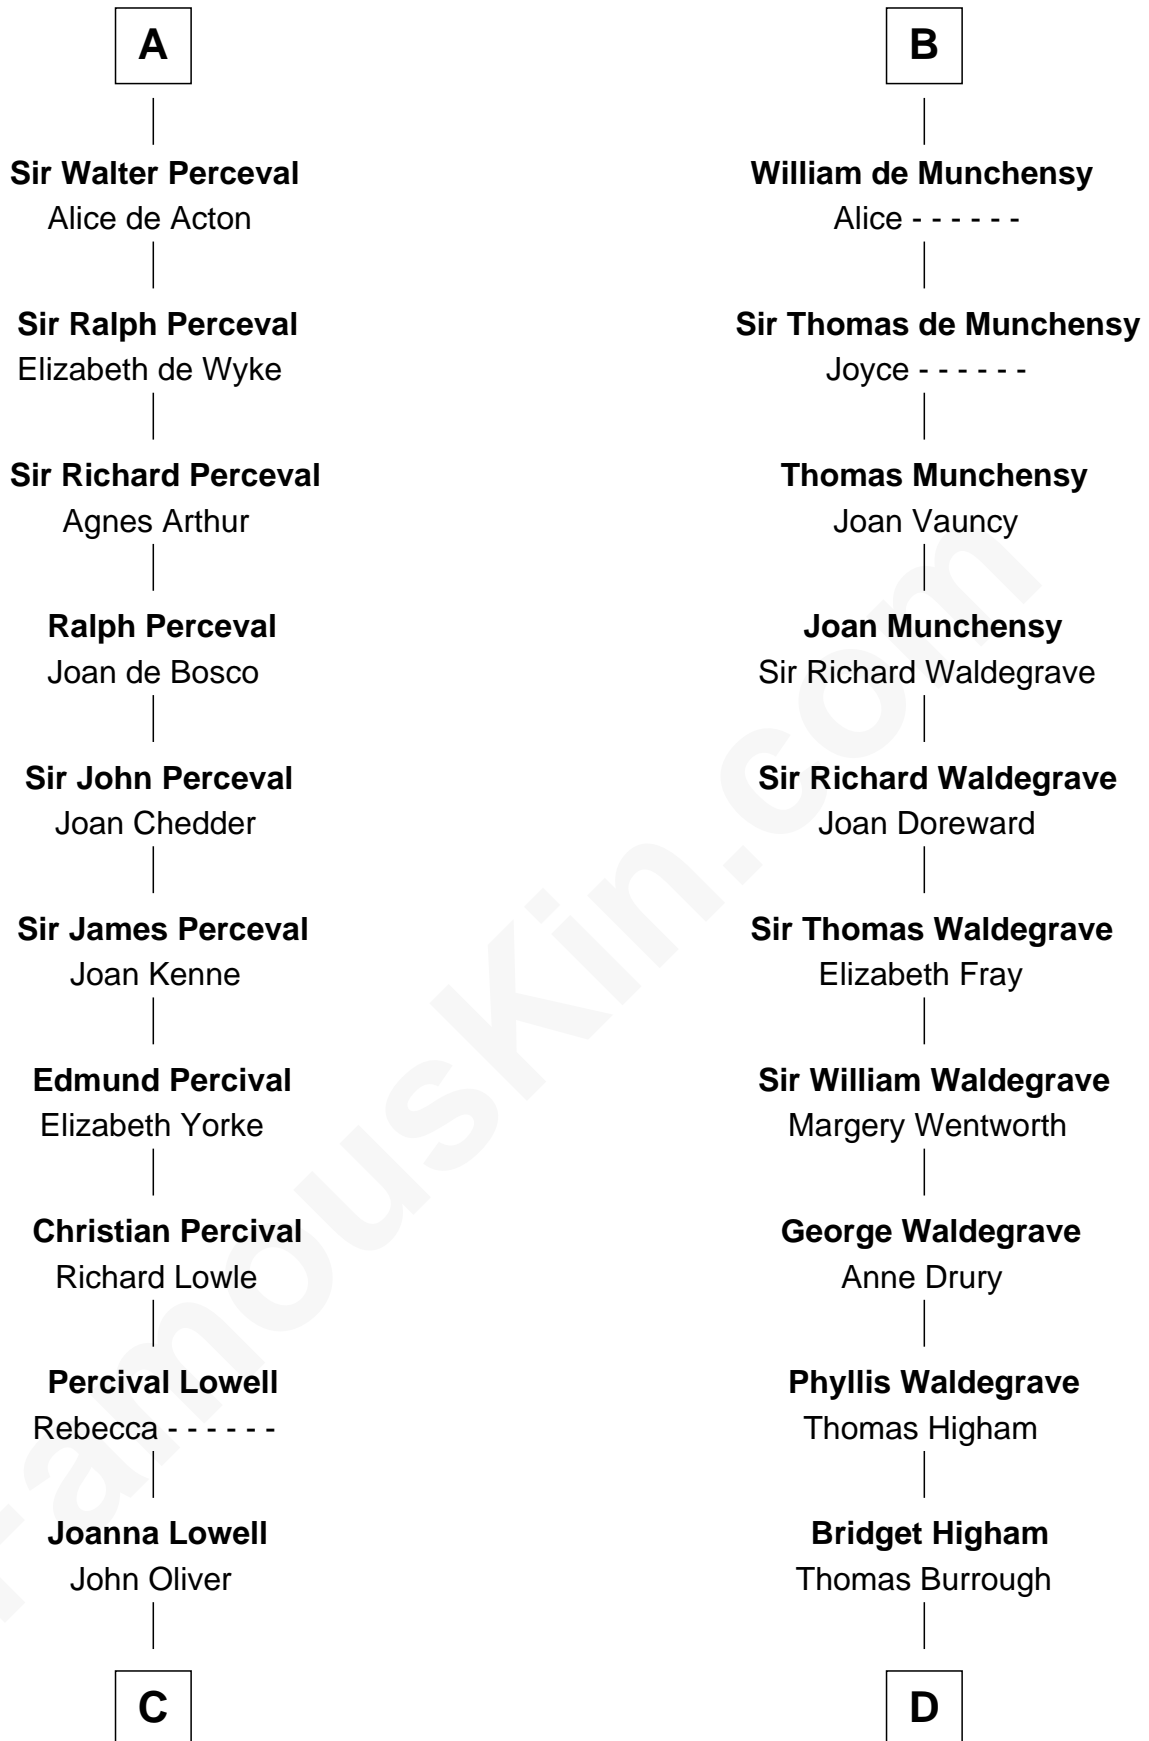 A
Sir Walter Perceval
Alice de Acton
Sir Ralph Perceval
Elizabeth de Wyke
Sir Richard Perceval
Agnes Arthur
Ralph Perceval
Joan de Bosco
Sir John Perceval
Joan Chedder
Sir James Perceval
Joan Kenne
Edmund Percival
Elizabeth Yorke
Christian Percival
Richard Lowle
Percival Lowell
Rebecca - - - - - -
Joanna Lowell
John Oliver
C
B
William de Munchensy
Alice - - - - - -
Sir Thomas de Munchensy
Joyce - - - - - -
Thomas Munchensy
Joan Vauncy
Joan Munchensy
Sir Richard Waldegrave
Sir Richard Waldegrave
Joan Doreward
Sir Thomas Waldegrave
Elizabeth Fray
Sir William Waldegrave
Margery Wentworth
George Waldegrave
Anne Drury
Phyllis Waldegrave
Thomas Higham
Bridget Higham
Thomas Burrough
D
FamousKin.com